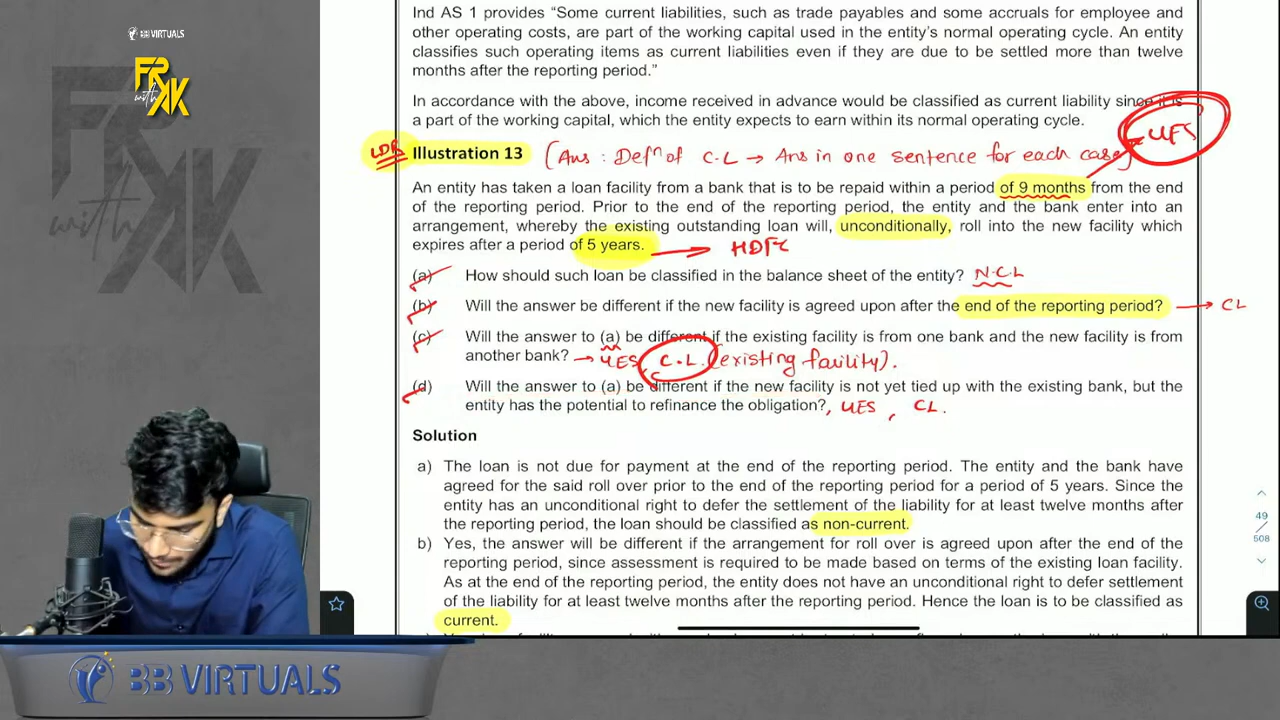 BB VIRTUALS
FR
with
AK
FR
with
AK
Ind AS 1 provides “Some current liabilities, such as trade payables and some accruals for employee and
other operating costs, are part of the working capital used in the entity’s normal operating cycle. An entity
classifies such operating items as current liabilities even if they are due to be settled more than twelve
months after the reporting period.”
In accordance with the above, income received in advance would be classified as current liability since it is
a part of the working capital, which the entity expects to earn within its normal operating cycle.
YES
LDR Illustration 13 [Ans : Defⁿ of C.L → Ans in one sentence for each case]
An entity has taken a loan facility from a bank that is to be repaid within a period of 9 months from the end
of the reporting period. Prior to the end of the reporting period, the entity and the bank enter into an
arrangement, whereby the existing outstanding loan will, unconditionally, roll into the new facility which
expires after a period of 5 years. → HDFC
(a) How should such loan be classified in the balance sheet of the entity? N.C.L
(b) Will the answer be different if the new facility is agreed upon after the end of the reporting period? → CL
(c) Will the answer to (a) be different if the existing facility is from one bank and the new facility is from
another bank? → YES C.L. (existing facility).
(d) Will the answer to (a) be different if the new facility is not yet tied up with the existing bank, but the
entity has the potential to refinance the obligation?, YES , CL.
Solution
a) The loan is not due for payment at the end of the reporting period. The entity and the bank have
agreed for the said roll over prior to the end of the reporting period for a period of 5 years. Since the
entity has an unconditional right to defer the settlement of the liability for at least twelve months after
the reporting period, the loan should be classified as non-current.
b) Yes, the answer will be different if the arrangement for roll over is agreed upon after the end of the
reporting period, since assessment is required to be made based on terms of the existing loan facility.
As at the end of the reporting period, the entity does not have an unconditional right to defer settlement
of the liability for at least twelve months after the reporting period. Hence the loan is to be classified as
current.
49
508
BB VIRTUALS